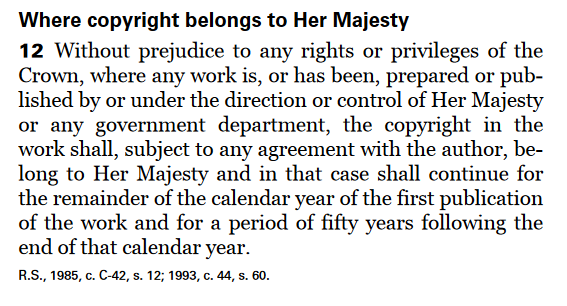 Where copyright belongs to Her Majesty
12 Without prejudice to any rights or privileges of the
Crown, where any work is, or has been, prepared or pub-
lished by or under the direction or control of Her Majesty
or any government department, the copyright in the
work shall, subject to any agreement with the author, be-
long to Her Majesty and in that case shall continue for
the remainder of the calendar year of the first publication
of the work and for a period of fifty years following the
end of that calendar year.
R.S., 1985, c. C-42, s. 12; 1993, c. 44, s. 60.